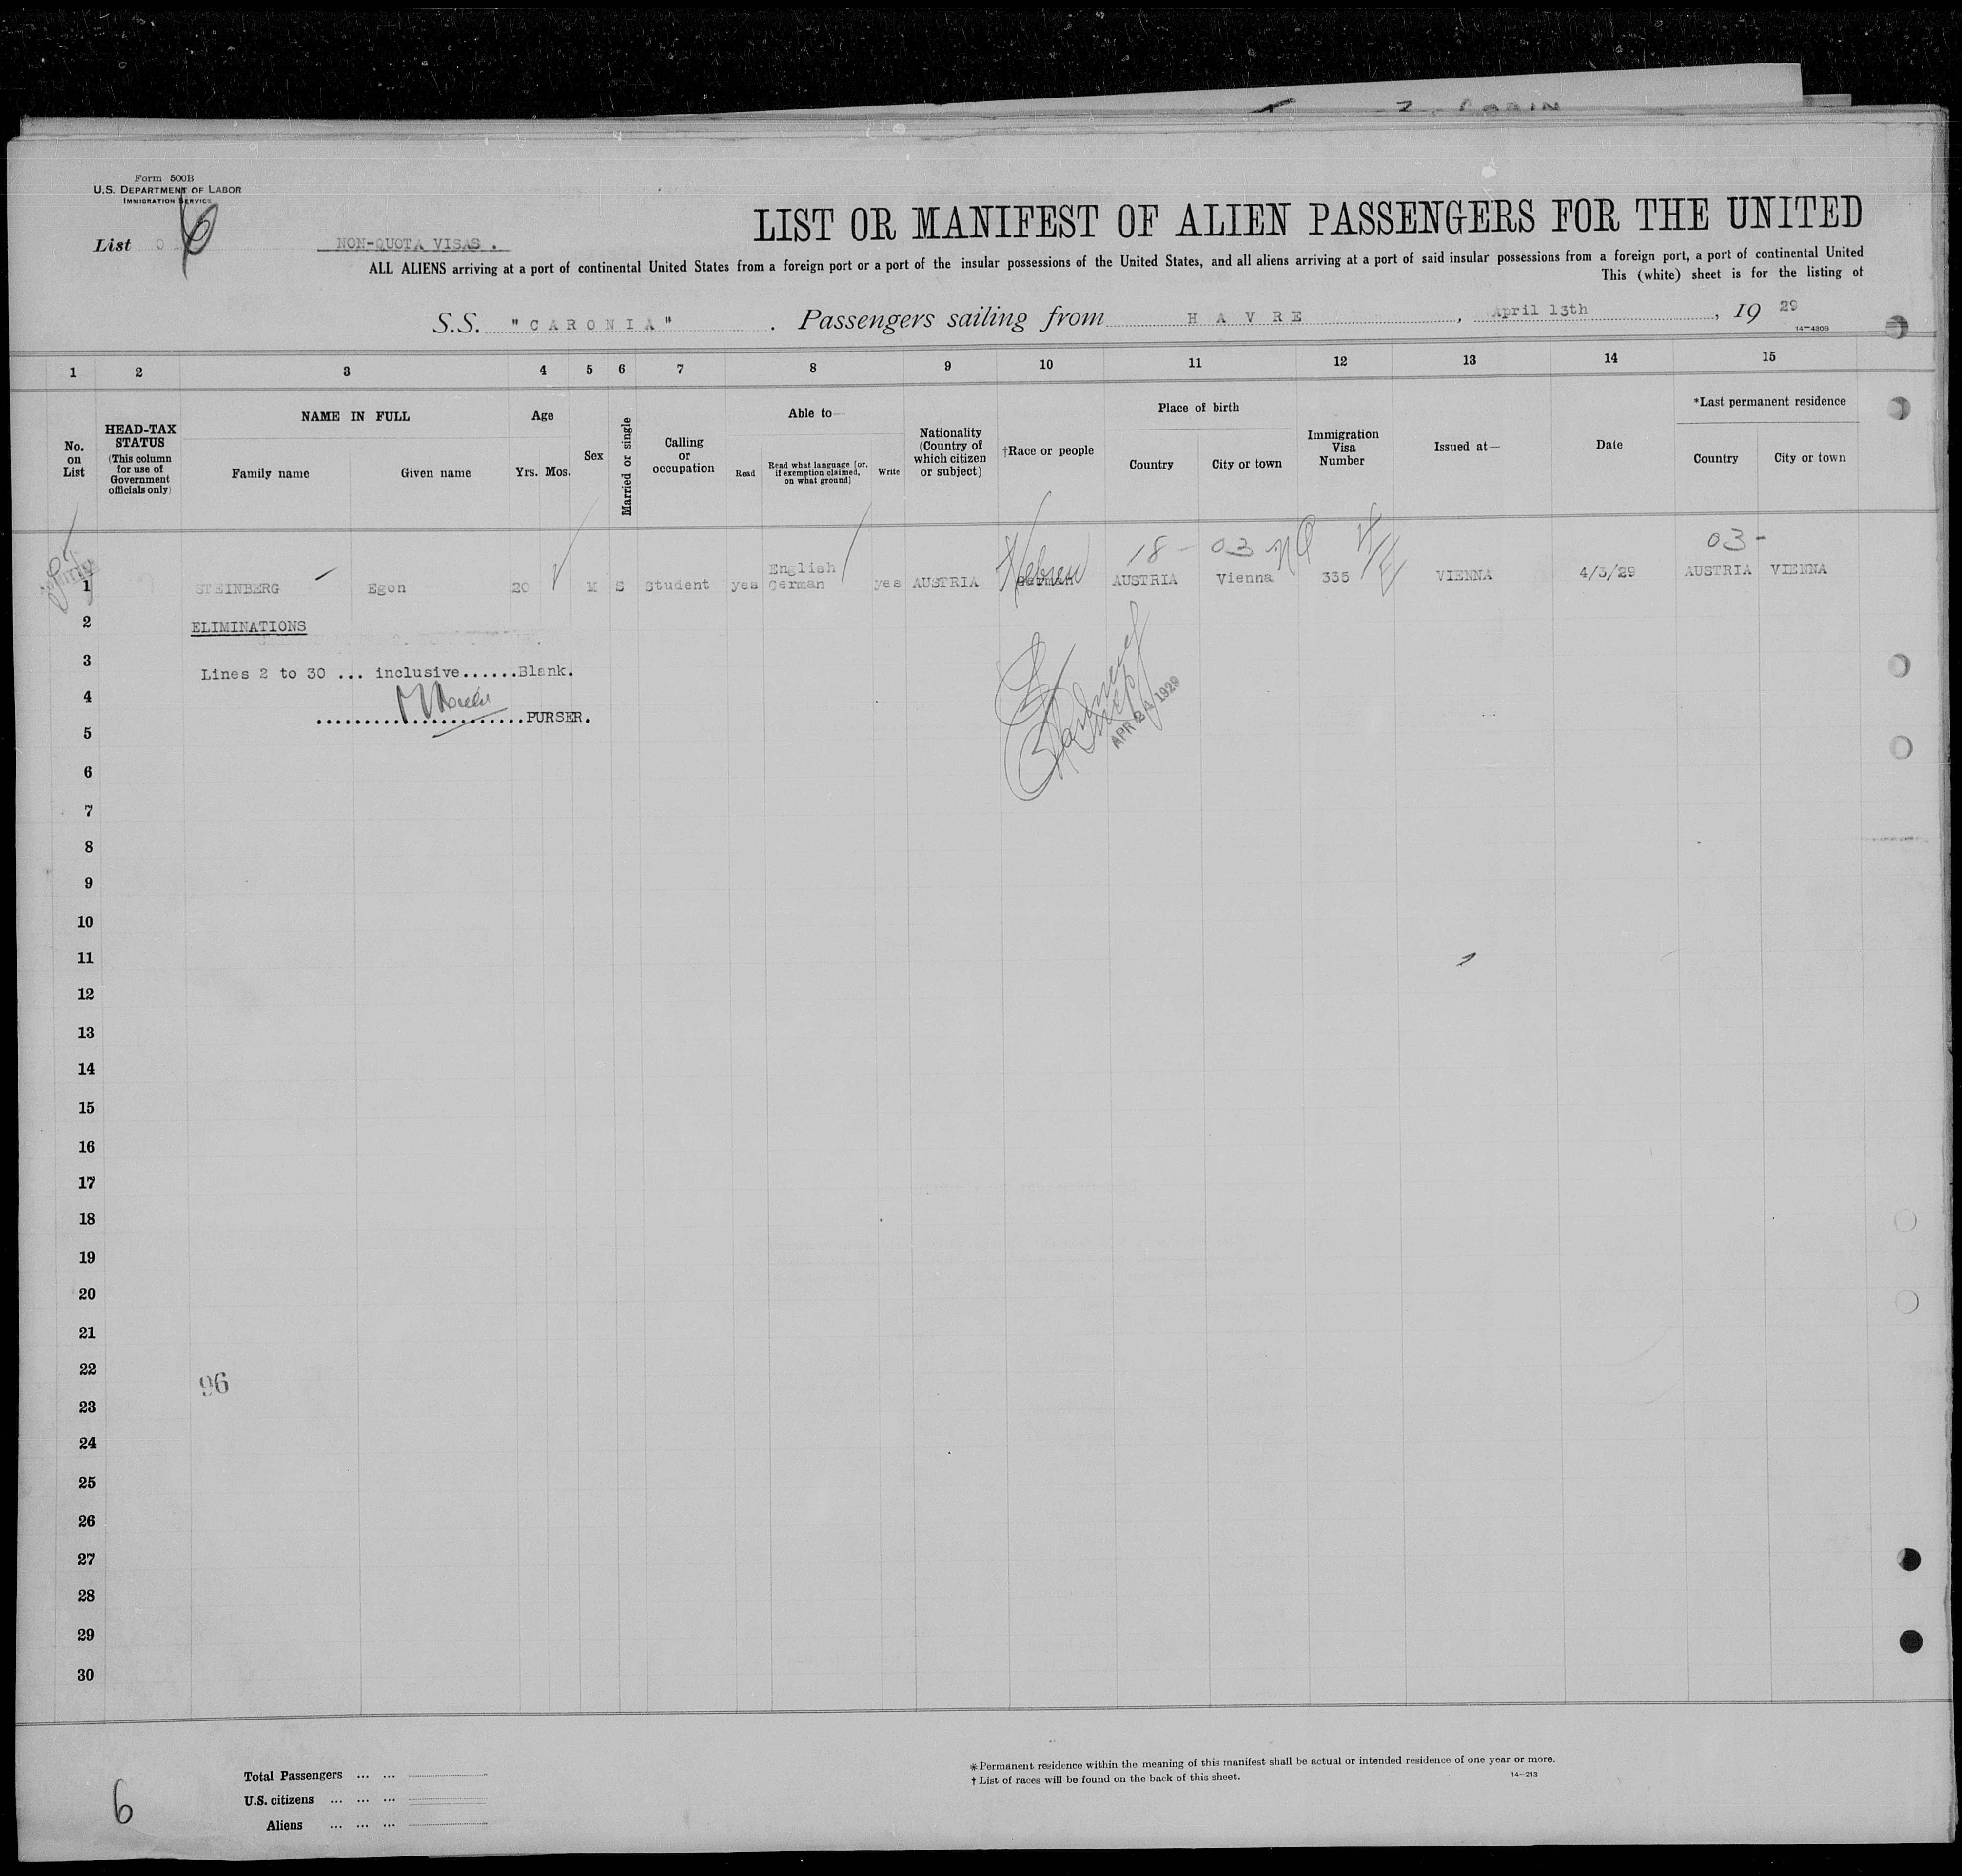 Form 500B
U.S. DEPARTMENT OF LABOR
IMMIGRATION SERVICE
List 6
NON-QUOTA VISAS.
LIST OR MANIFEST OF ALIEN PASSENGERS FOR THE UNITED
ALL ALIENS arriving at a port of continental United States from a foreign port or a port of the insular possessions of the United States, and all aliens arriving at a port of said insular possessions from a foreign port, a port of continental United
This (white) sheet is for the listing of
S.S. "CARONIA". Passengers sailing from HAVRE, April 13th, 19 29
14-420B
1 2 3 4 5 6 7 8 9 10 11 12 13 14 15
No. on List
HEAD-TAX STATUS (This column for use of Government officials only)
NAME IN FULL
Family name Given name
Age
Yrs. Mos.
Sex
Married or single
Calling or occupation
Able to—
Read
Read what language [or, if exemption claimed, on what ground]
Write
Nationality (Country of which citizen or subject)
†Race or people
Place of birth
Country City or town
Immigration Visa Number
Issued at—
Date
*Last permanent residence
Country City or town
18 - 03 NQ 03 -
1 STEINBERG Egon 20 M S Student yes English German yes AUSTRIA German Hebrew AUSTRIA Vienna 335 VIENNA 4/3/29 AUSTRIA VIENNA
2 ELIMINATIONS
3 Lines 2 to 30 ... inclusive......Blank.
4
.......................PURSER.
APR 24 1929
5
6
7
8
9
10
11
12
13
14
15
16
17
18
19
20
21
22
96
23
24
25
26
27
28
29
30
Total Passengers ... ...
U.S. citizens ... ... ...
Aliens ... ... ...
6
* Permanent residence within the meaning of this manifest shall be actual or intended residence of one year or more.
† List of races will be found on the back of this sheet.
14-213